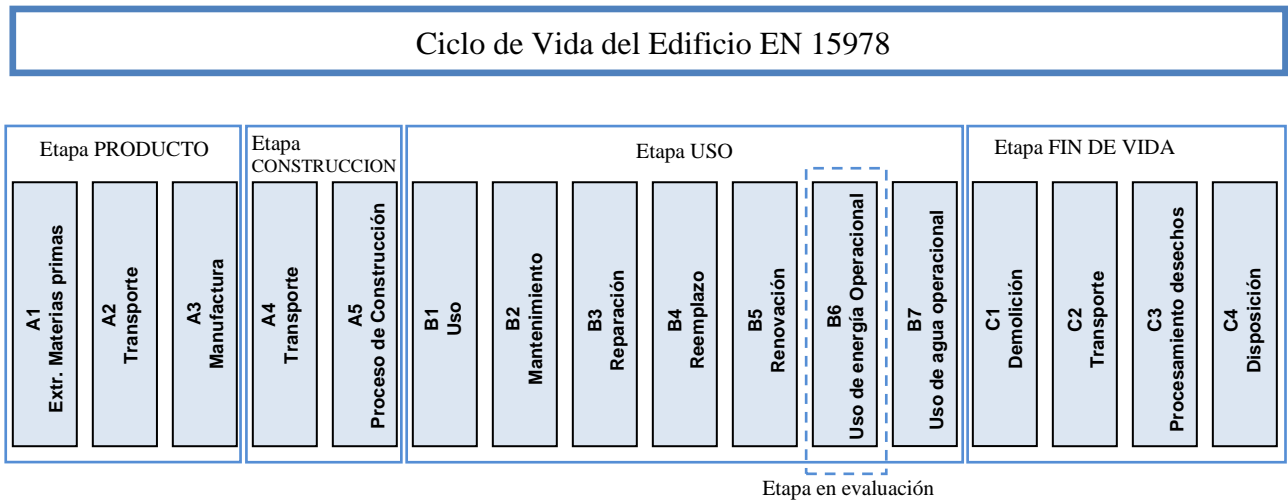 Ciclo de Vida del Edificio EN 15978
Etapa PRODUCTO
A1
Extr. Materias primas
A2
Transporte
A3
Manufactura
Etapa
CONSTRUCCION
A4
Transporte
A5
Proceso de Construcción
Etapa USO
B1
Uso
B2
Mantenimiento
B3
Reparación
B4
Reemplazo
B5
Renovación
B6
Uso de energía Operacional
B7
Uso de agua operacional
Etapa FIN DE VIDA
C1
Demolición
C2
Transporte
C3
Procesamiento desechos
C4
Disposición
Etapa en evaluación